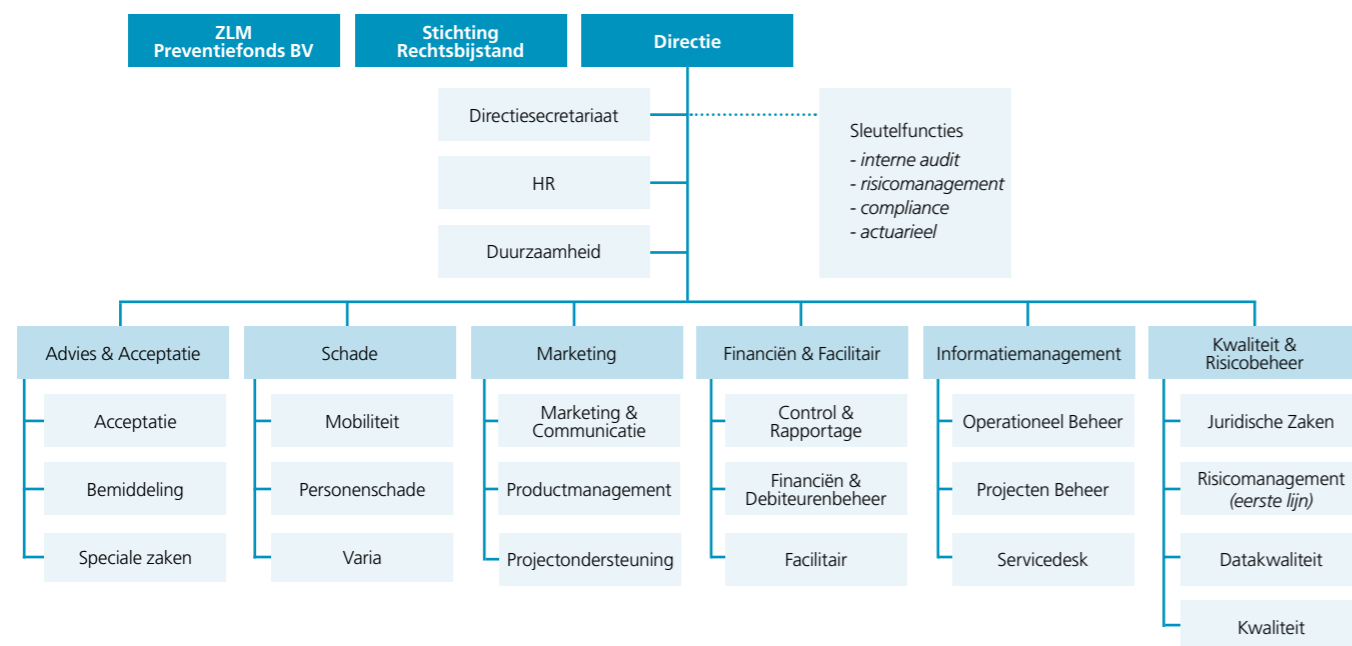 ZLM
Preventiefonds BV
Stichting
Rechtsbijstand
Directie
Directiesecretariaat
HR
Duurzaamheid
Sleutelfuncties
- interne audit
- risicomanagement
- compliance
- actuarieel
Advies & Acceptatie
Acceptatie
Bemiddeling
Speciale zaken
Schade
Mobiliteit
Personenschade
Varia
Marketing
Marketing &
Communicatie
Productmanagement
Projectondersteuning
Financiën & Facilitair
Control &
Rapportage
Financiën &
Debiteurenbeheer
Facilitair
Informatiemanagement
Operationeel Beheer
Projecten Beheer
Servicedesk
Kwaliteit &
Risicobeheer
Juridische Zaken
Risicomanagement
(eerste lijn)
Datakwaliteit
Kwaliteit